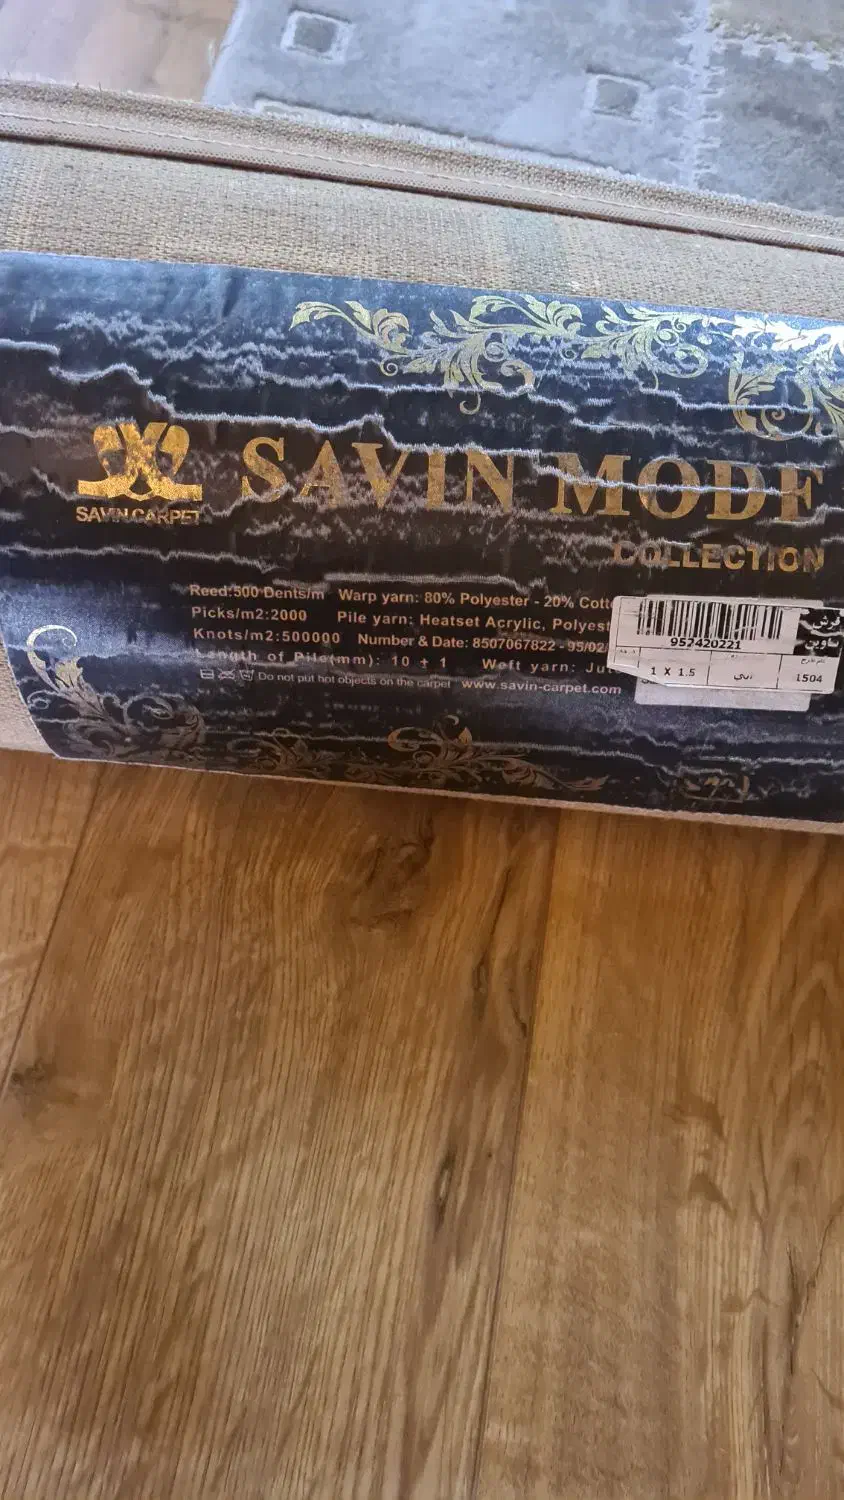 SAVIN CARPET
SAVIN MODE
COLLECTION
Reed:500 Dents/m Warp yarn: 80% Polyester - 20% Cott
Picks/m2:2000 Pile yarn: Heatset Acrylic, Polyest
Knots/m2:500000 Number & Date: 8507067822 - 95/02
Length of Pile(mm): 10 ± 1 Weft yarn: Jut
Do not put hot objects on the carpet www.savin-carpet.com
فرش
ساوین
952420221
1 X 1.5 آبی 1504